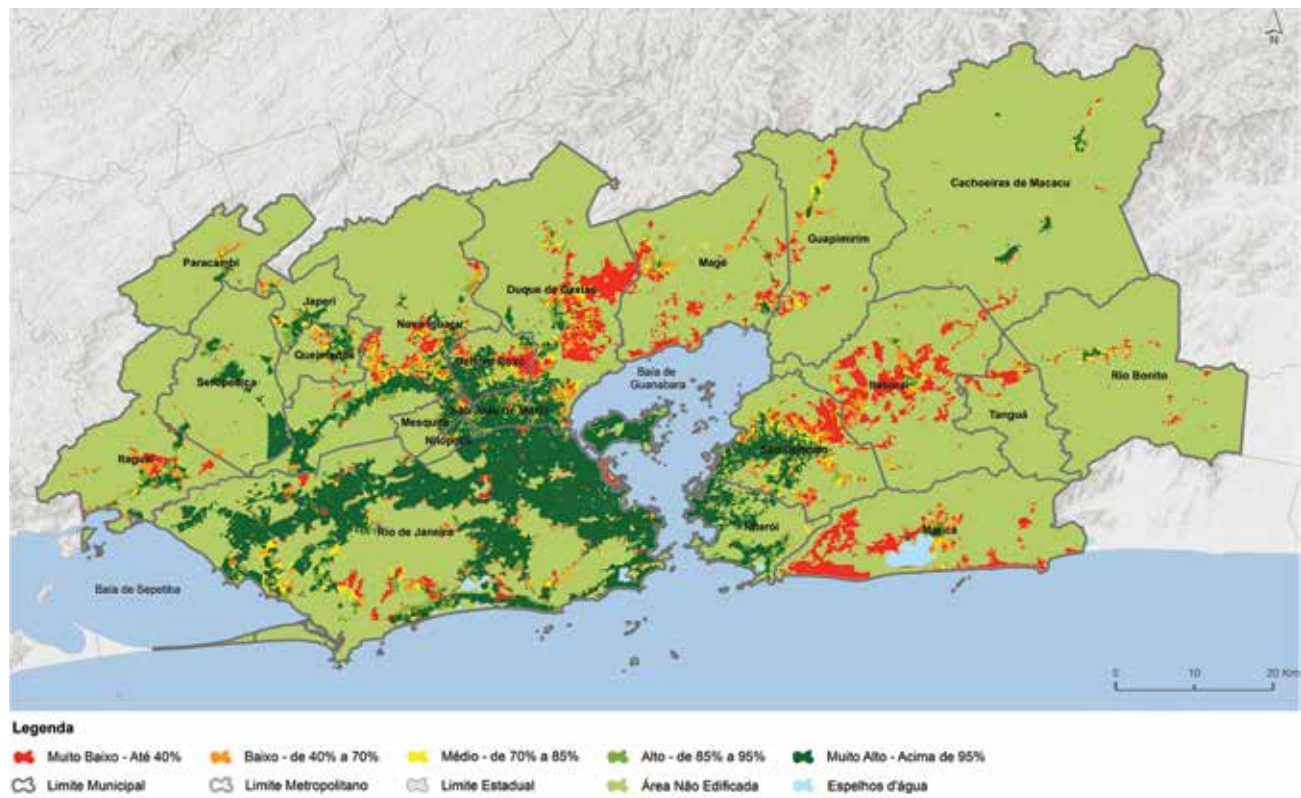 N
Cachoeiras de Macacu
Guapimirim
Paracambi
Magé
Duque de Caxias
Japeri
Nova Iguaçu
Queimados
Belford Roxo
Baía de
Guanabara
Rio Bonito
Seropédica
Itaboraí
Tanguá
São João de Meriti
Mesquita
Nilópolis
São Gonçalo
Itaguaí
Rio de Janeiro
Niterói
Maricá
Baía de Sepetiba
0 10 20 Km
Legenda
Muito Baixo - Até 40% Baixo - de 40% a 70% Médio - de 70% a 85% Alto - de 85% a 95% Muito Alto - Acima de 95%
Limite Municipal Limite Metropolitano Limite Estadual Área Não Edificada Espelhos d'água